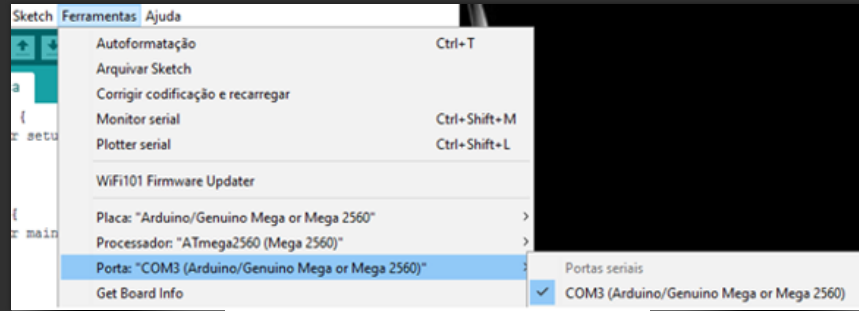 Sketch Ferramentas Ajuda
Autoformatação Ctrl+T
Arquivar Sketch
a
Corrigir codificação e recarregar
{
Monitor serial Ctrl+Shift+M
r setu
Plotter serial Ctrl+Shift+L
WiFi101 Firmware Updater
{
Placa: "Arduino/Genuino Mega or Mega 2560"
r main
Processador: "ATmega2560 (Mega 2560)"
Porta: "COM3 (Arduino/Genuino Mega or Mega 2560)"
Portas seriais
Get Board Info
COM3 (Arduino/Genuino Mega or Mega 2560)